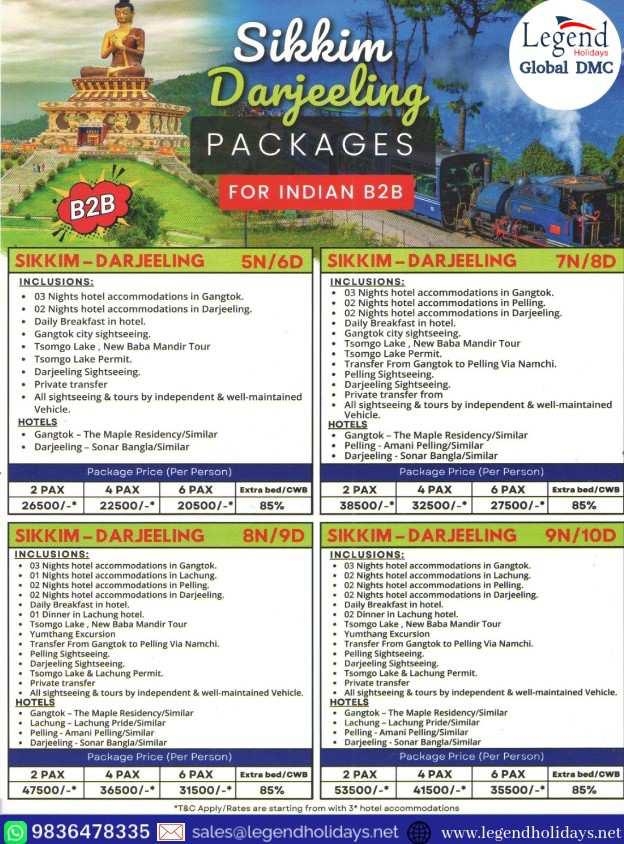 Sikkim
Darjeeling
PACKAGES
FOR INDIAN B2B
B2B
Legend
Holidays
Global DMC
SIKKIM – DARJEELING 5N/6D
INCLUSIONS:
• 03 Nights hotel accommodations in Gangtok.
• 02 Nights hotel accommodations in Darjeeling.
• Daily Breakfast in hotel.
• Gangtok city sightseeing.
• Tsomgo Lake , New Baba Mandir Tour
• Tsomgo Lake Permit.
• Darjeeling Sightseeing.
• Private transfer
• All sightseeing & tours by independent & well-maintained
Vehicle.
HOTELS
• Gangtok – The Maple Residency/Similar
• Darjeeling – Sonar Bangla/Similar
Package Price (Per Person)
2 PAX 4 PAX 6 PAX Extra bed/CWB
26500/-* 22500/-* 20500/-* 85%
SIKKIM – DARJEELING 7N/8D
INCLUSIONS:
• 03 Nights hotel accommodations in Gangtok.
• 02 Nights hotel accommodations in Pelling.
• 02 Nights hotel accommodations in Darjeeling.
• Daily Breakfast in hotel.
• Gangtok city sightseeing.
• Tsomgo Lake , New Baba Mandir Tour
• Tsomgo Lake Permit.
• Transfer From Gangtok to Pelling Via Namchi.
• Pelling Sightseeing.
• Darjeeling Sightseeing.
• Private transfer from
• All sightseeing & tours by independent & well-maintained
Vehicle.
HOTELS
• Gangtok – The Maple Residency/Similar
• Pelling - Amani Pelling/Similar
• Darjeeling - Sonar Bangla/Similar
Package Price (Per Person)
2 PAX 4 PAX 6 PAX Extra bed/CWB
38500/-* 32500/-* 27500/-* 85%
SIKKIM – DARJEELING 8N/9D
INCLUSIONS:
• 03 Nights hotel accommodations in Gangtok.
• 01 Nights hotel accommodations in Lachung.
• 02 Nights hotel accommodations in Pelling.
• 02 Nights hotel accommodations in Darjeeling.
• Daily Breakfast in hotel.
• 01 Dinner in Lachung hotel.
• Tsomgo Lake , New Baba Mandir Tour
• Yumthang Excursion
• Transfer From Gangtok to Pelling Via Namchi.
• Pelling Sightseeing.
• Darjeeling Sightseeing.
• Tsomgo Lake & Lachung Permit.
• Private transfer
• All sightseeing & tours by independent & well-maintained Vehicle.
HOTELS
• Gangtok – The Maple Residency/Similar
• Lachung – Lachung Pride/Similar
• Pelling - Amani Pelling/Similar
• Darjeeling - Sonar Bangla/Similar
Package Price (Per Person)
2 PAX 4 PAX 6 PAX Extra bed/CWB
47500/-* 36500/-* 31500/-* 85%
SIKKIM – DARJEELING 9N/10D
INCLUSIONS:
• 03 Nights hotel accommodations in Gangtok.
• 02 Nights hotel accommodations in Lachung.
• 02 Nights hotel accommodations in Pelling.
• 02 Nights hotel accommodations in Darjeeling.
• Daily Breakfast in hotel.
• 02 Dinner in Lachung hotel.
• Tsomgo Lake , New Baba Mandir Tour
• Yumthang Excursion
• Transfer From Gangtok to Pelling Via Namchi.
• Pelling Sightseeing.
• Darjeeling Sightseeing.
• Tsomgo Lake & Lachung Permit.
• Private transfer
• All sightseeing & tours by independent & well-maintained Vehicle.
HOTELS
• Gangtok – The Maple Residency/Similar
• Lachung – Lachung Pride/Similar
• Pelling - Amani Pelling/Similar
• Darjeeling - Sonar Bangla/Similar
Package Price (Per Person)
2 PAX 4 PAX 6 PAX Extra bed/CWB
53500/-* 41500/-* 35500/-* 85%
*T&C Apply/Rates are starting from with 3* hotel accommodations
9836478335 sales@legendholidays.net www.legendholidays.net